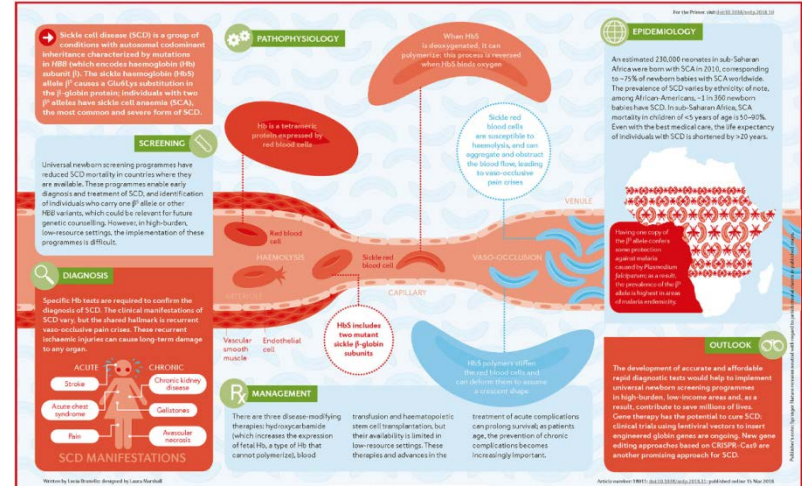 For the Primer, visit doi:10.1038/nrdp.2018.10
Sickle cell disease (SCD) is a group of
conditions with autosomal codominant
inheritance characterized by mutations
in HBB (which encodes haemoglobin (Hb)
subunit β). The sickle haemoglobin (HbS)
allele βS causes a Glu6Lys substitution in
the β-globin protein; individuals with two
βS alleles have sickle cell anaemia (SCA),
the most common and severe form of SCD.
SCREENING
Universal newborn screening programmes have
reduced SCD mortality in countries where they
are available. These programmes enable early
diagnosis and treatment of SCD, and identification
of individuals who carry one βS allele or other
HBB variants, which could be relevant for future
genetic counselling. However, in high-burden,
low-resource settings, the implementation of these
programmes is difficult.
DIAGNOSIS
Specific Hb tests are required to confirm the
diagnosis of SCD. The clinical manifestations of
SCD vary, but the shared hallmark is recurrent
vaso-occlusive pain crises. These recurrent
ischaemic injuries can cause long-term damage
to any organ.
ACUTE
CHRONIC
Stroke
Chronic kidney
disease
Acute chest
syndrome
Gallstones
Pain
Avascular
necrosis
SCD MANIFESTATIONS
PATHOPHYSIOLOGY
Hb is a tetrameric
protein expressed by
red blood cells
When HbS
is deoxygenated, it can
polymerize; this process is reversed
when HbS binds oxygen
Sickle red
blood cells
are susceptible to
haemolysis, and can
aggregate and obstruct
the blood flow, leading
to vaso-occlusive
pain crises
VENULE
Red blood
cell
HAEMOLYSIS
Sickle red
blood cell
VASO-OCCLUSION
ARTERIOLE
CAPILLARY
Vascular
smooth
muscle
Endothelial
cell
HbS includes
two mutant
sickle β-globin
subunits
HbS polymers stiffen
the red blood cells and
can deform them to assume
a crescent shape
MANAGEMENT
There are three disease-modifying
therapies: hydroxycarbamide
(which increases the expression
of fetal Hb, a type of Hb that
cannot polymerize), blood
transfusion and haematopoietic
stem cell transplantation, but
their availability is limited in
low-resource settings. These
therapies and advances in the
treatment of acute complications
can prolong survival; as patients
age, the prevention of chronic
complications becomes
increasingly important.
EPIDEMIOLOGY
An estimated 230,000 neonates in sub-Saharan
Africa were born with SCA in 2010, corresponding
to ~75% of newborn babies with SCA worldwide.
The prevalence of SCD varies by ethnicity; of note,
among African-Americans, ~1 in 360 newborn
babies have SCD. In sub-Saharan Africa, SCA
mortality in children of <5 years of age is 50–90%.
Even with the best medical care, the life expectancy
of individuals with SCD is shortened by >20 years.
Having one copy of
the βS allele confers
some protection
against malaria
caused by Plasmodium
falciparum; as a result,
the prevalence of the βS
allele is highest in areas
of malaria endemicity.
OUTLOOK
The development of accurate and affordable
rapid diagnostic tests would help to implement
universal newborn screening programmes
in high-burden, low-income areas and, as a
result, contribute to save millions of lives.
Gene therapy has the potential to cure SCD;
clinical trials using lentiviral vectors to insert
engineered globin genes are ongoing. New gene
editing approaches based on CRISPR–Cas9 are
another promising approach for SCD.
Publisher's note: Springer Nature remains neutral with regard to jurisdictional claims in published maps
Written by Lucia Brunello; designed by Laura Marshall
Article number: 18011; doi:10.1038/nrdp.2018.11; published online 15 Mar 2018